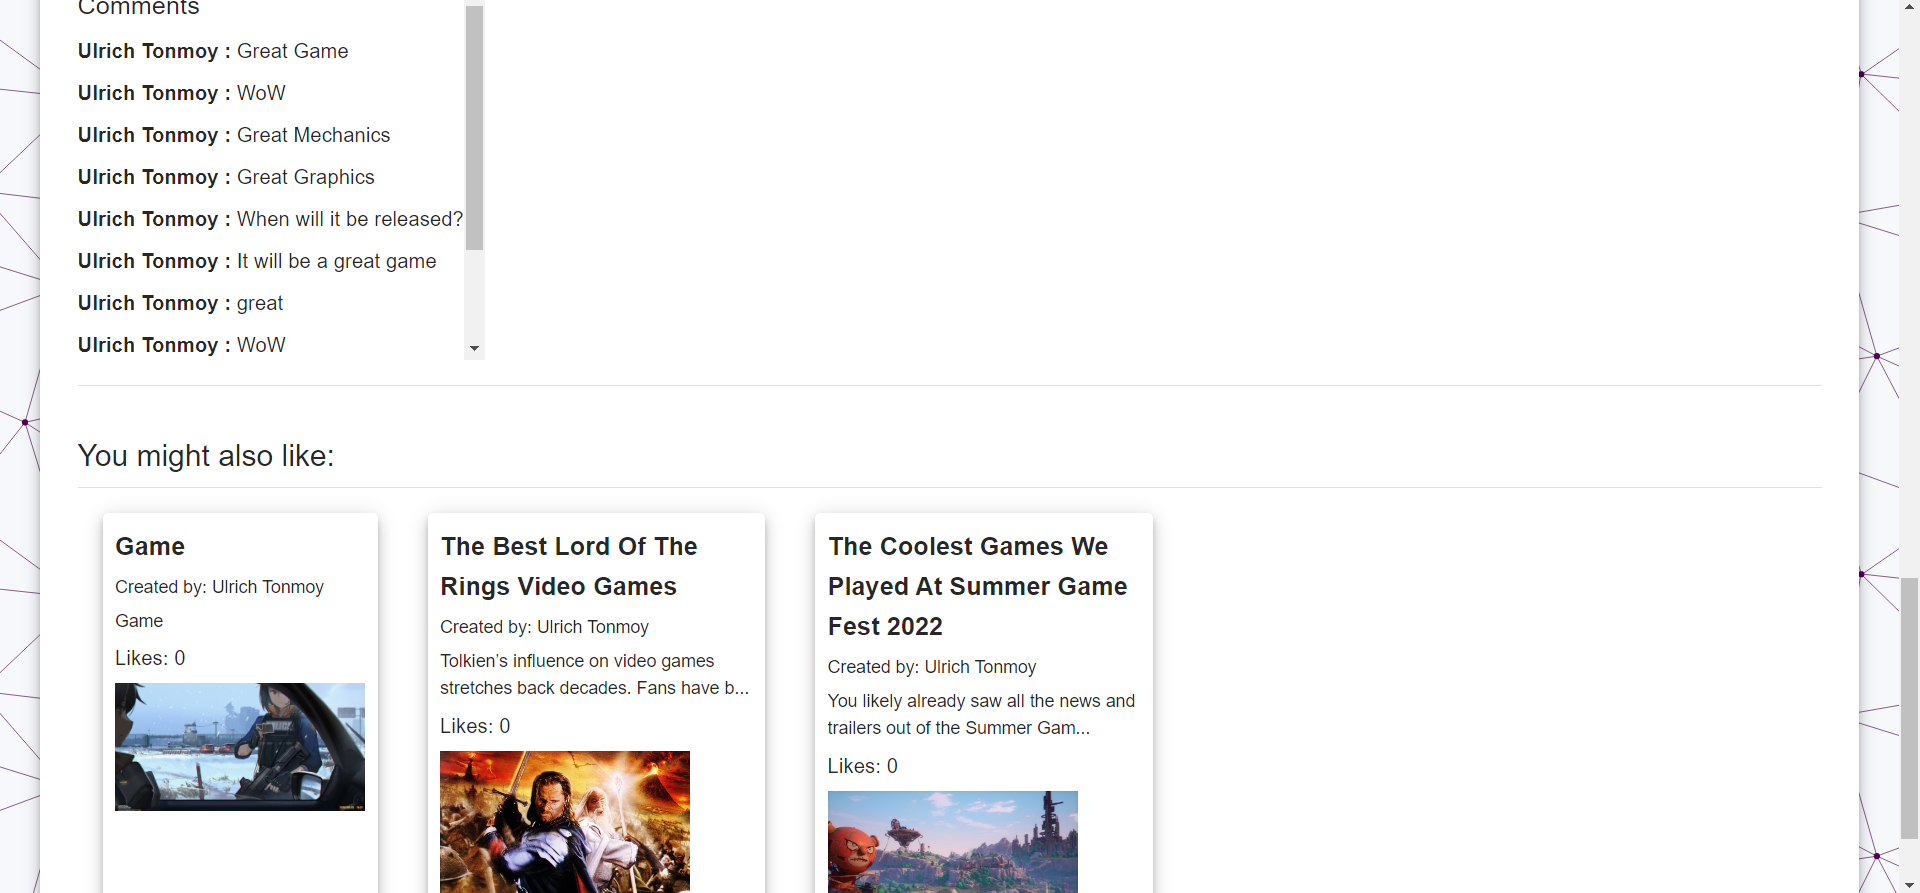 Comments
Ulrich Tonmoy : Great Game
Ulrich Tonmoy : WoW
Ulrich Tonmoy : Great Mechanics
Ulrich Tonmoy : Great Graphics
Ulrich Tonmoy : When will it be released?
Ulrich Tonmoy : It will be a great game
Ulrich Tonmoy : great
Ulrich Tonmoy : WoW
You might also like:
Game
Created by: Ulrich Tonmoy
Game
Likes: 0
The Best Lord Of The
Rings Video Games
Created by: Ulrich Tonmoy
Tolkien’s influence on video games
stretches back decades. Fans have b...
Likes: 0
The Coolest Games We
Played At Summer Game
Fest 2022
Created by: Ulrich Tonmoy
You likely already saw all the news and
trailers out of the Summer Gam...
Likes: 0